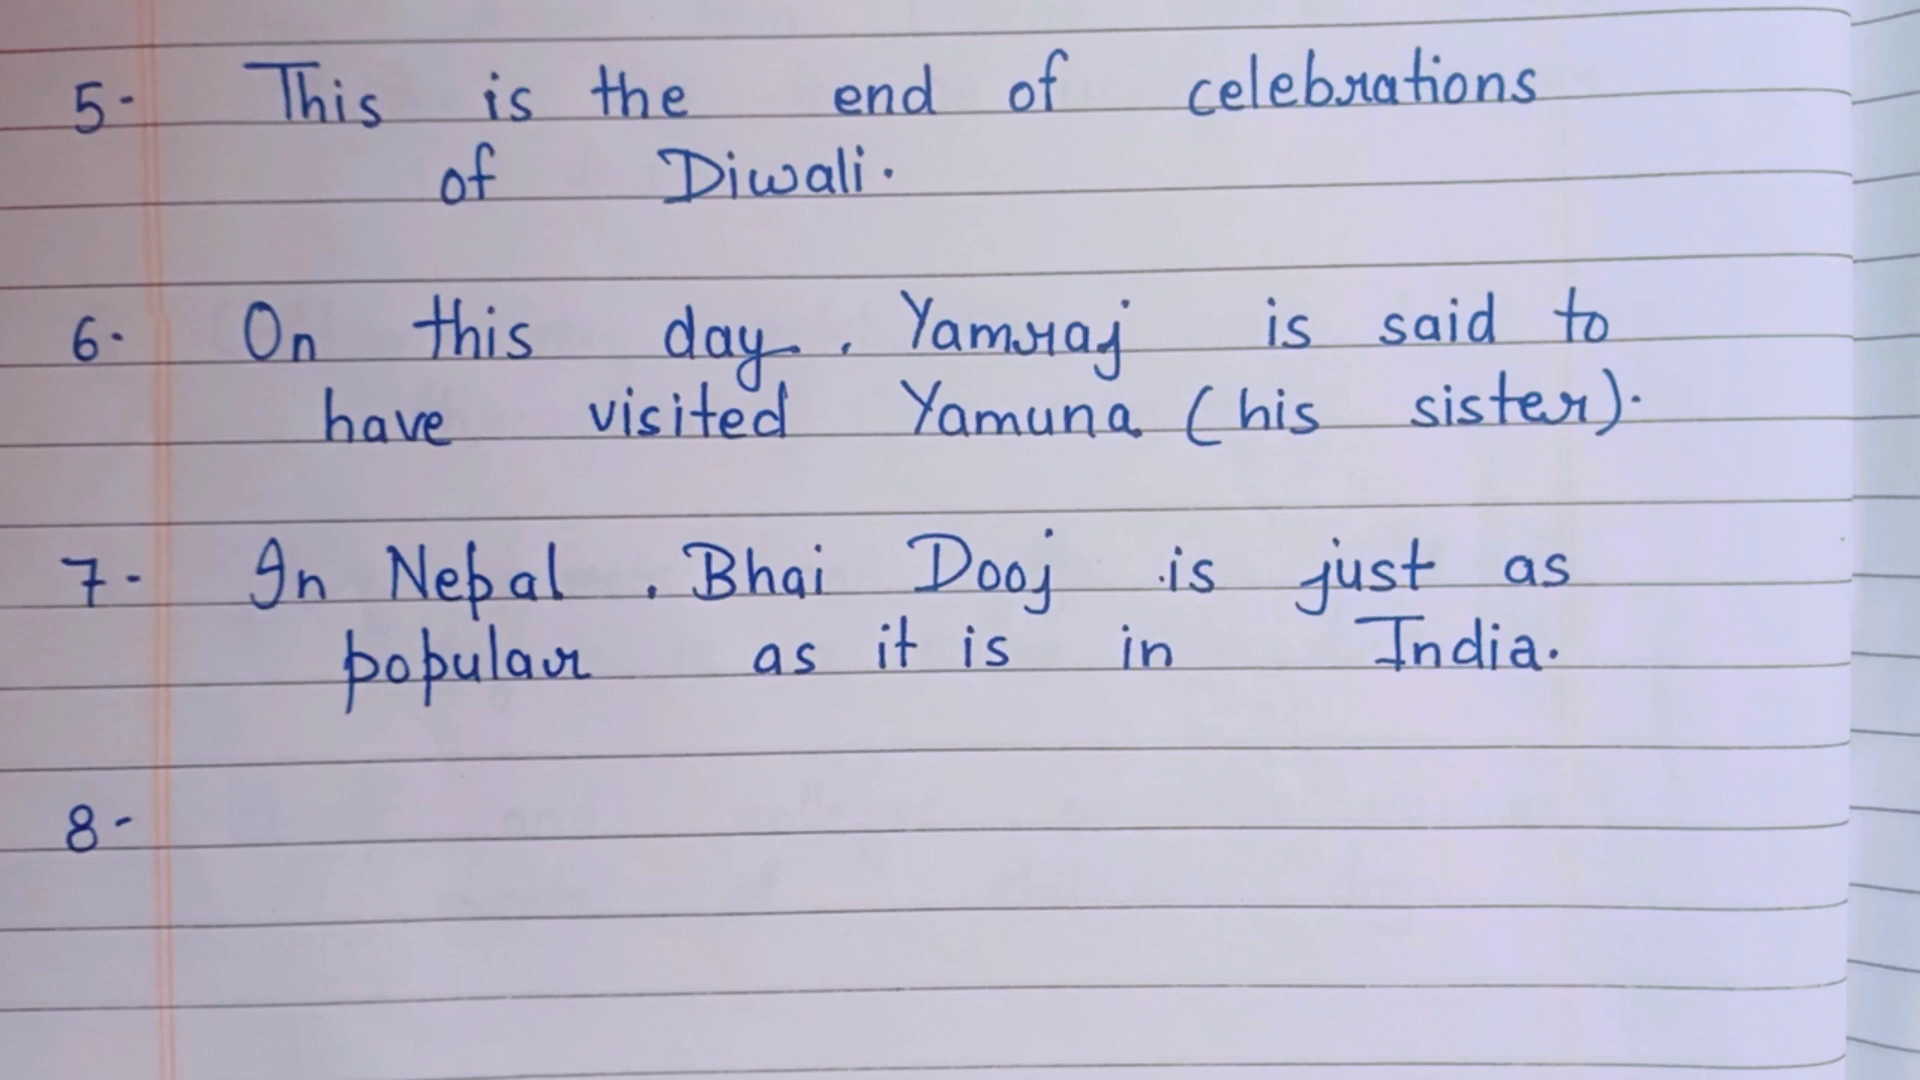 5- This is the end of celebrations
of Diwali.
6. On this day, Yamraj is said to
have visited Yamuna (his sister).
7- In Nepal, Bhai Dooj is just as
popular as it is in India.
8-